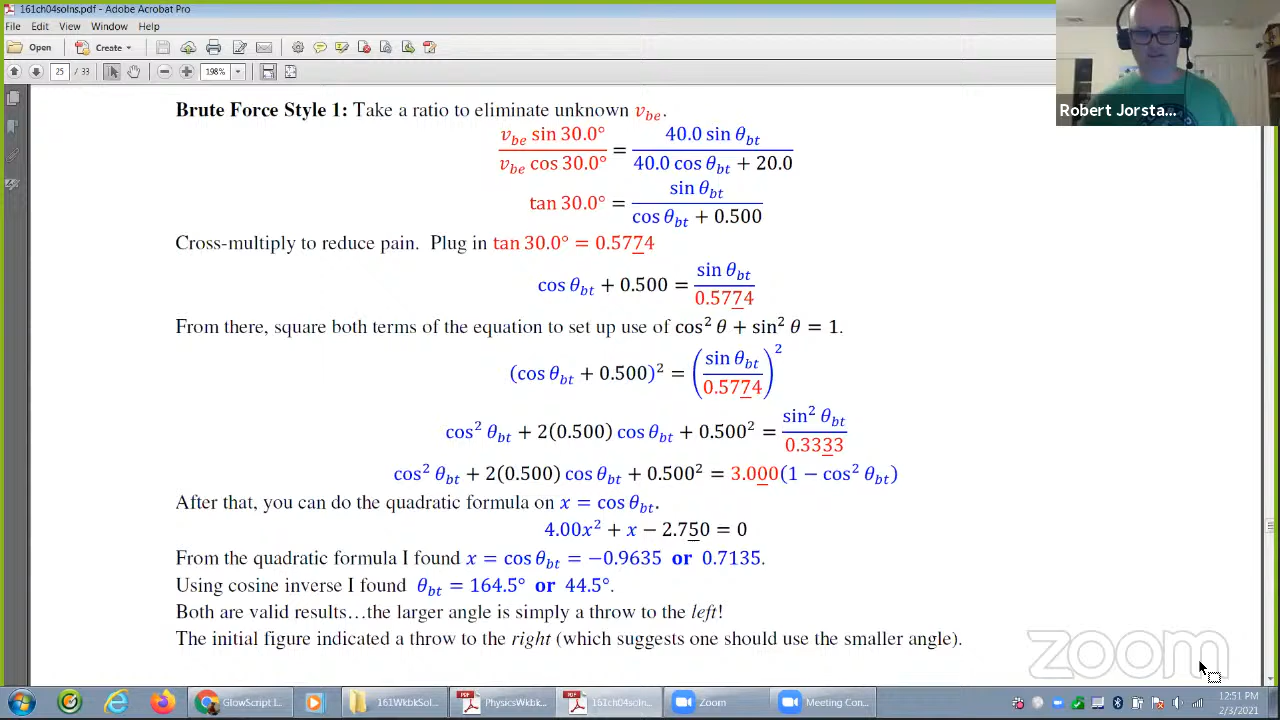 161ch04solns.pdf - Adobe Acrobat Pro
File Edit View Window Help
Open Create
25 / 33 198%
Robert Jorsta...
Brute Force Style 1: Take a ratio to eliminate unknown v_be.
v_be sin 30.0° / v_be cos 30.0° = 40.0 sin θ_bt / 40.0 cos θ_bt + 20.0
tan 30.0° = sin θ_bt / cos θ_bt + 0.500
Cross-multiply to reduce pain. Plug in tan 30.0° = 0.5774
cos θ_bt + 0.500 = sin θ_bt / 0.5774
From there, square both terms of the equation to set up use of cos² θ + sin² θ = 1.
(cos θ_bt + 0.500)² = (sin θ_bt / 0.5774)²
cos² θ_bt + 2(0.500) cos θ_bt + 0.500² = sin² θ_bt / 0.3333
cos² θ_bt + 2(0.500) cos θ_bt + 0.500² = 3.000(1 − cos² θ_bt)
After that, you can do the quadratic formula on x = cos θ_bt.
4.00x² + x − 2.750 = 0
From the quadratic formula I found x = cos θ_bt = −0.9635 or 0.7135.
Using cosine inverse I found θ_bt = 164.5° or 44.5°.
Both are valid results…the larger angle is simply a throw to the left!
The initial figure indicated a throw to the right (which suggests one should use the smaller angle).
zoom
GlowScript I... 161WkbkSol... PhysicsWkbk... 161ch04soln... Zoom Meeting Con...
12:51 PM
2/3/2021